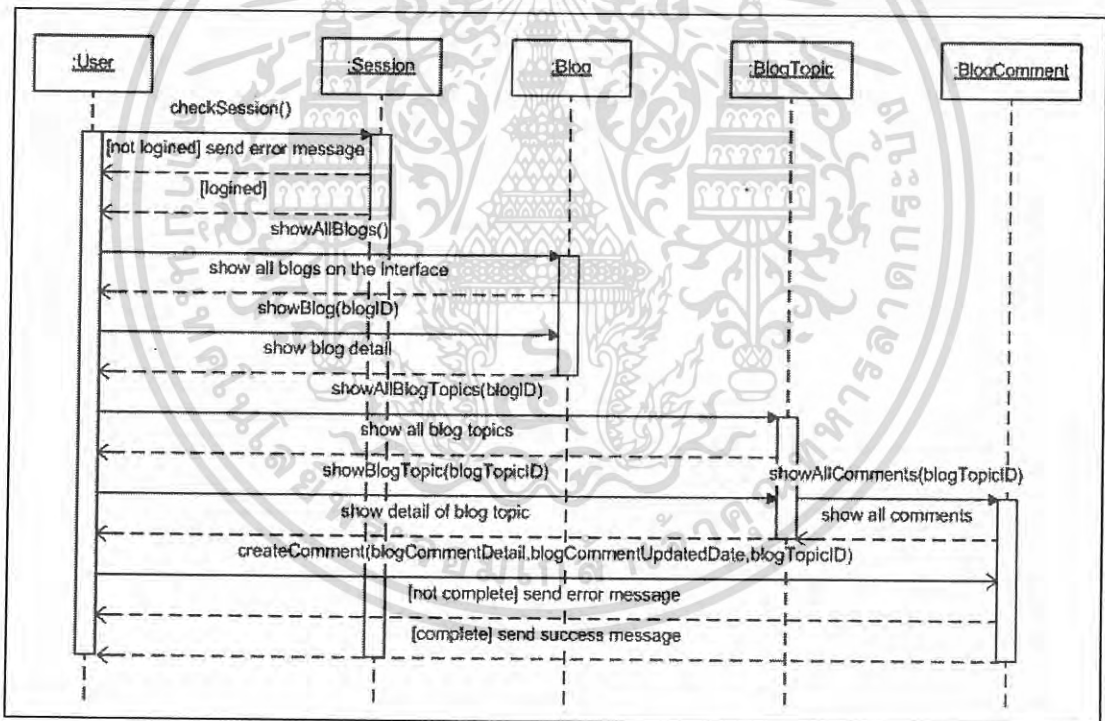 :User
:Session
:Blog
:BlogTopic
:BlogComment
checkSession()
[not logined] send error message
[logined]
showAllBlogs()
show all blogs on the interface
showBlog(blogID)
show blog detail
showAllBlogTopics(blogID)
show all blog topics
showBlogTopic(blogTopicID)
showAllComments(blogTopicID)
show detail of blog topic
show all comments
createComment(blogCommentDetail,blogCommentUpdatedDate,blogTopicID)
[not complete] send error message
[complete] send success message